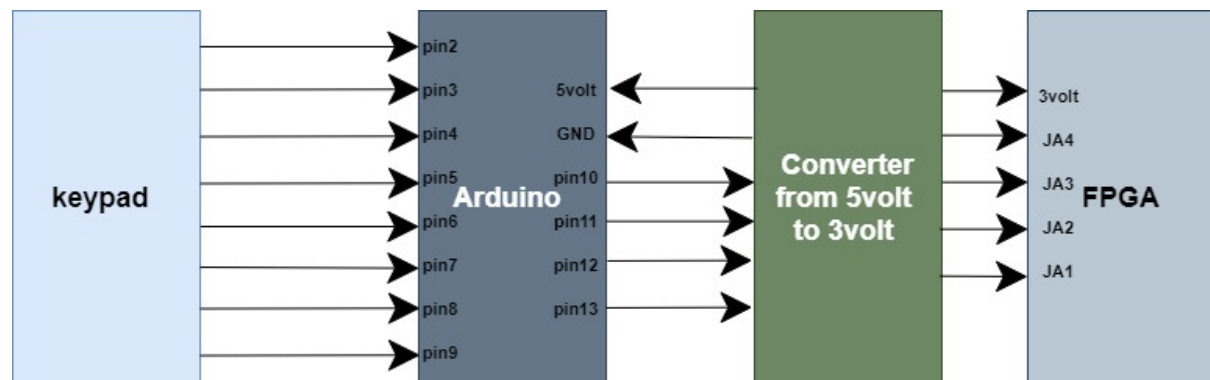 keypad
pin2
pin3
pin4
pin5
pin6
pin7
pin8
pin9
Arduino
5volt
GND
pin10
pin11
pin12
pin13
Converter
from 5volt
to 3volt
3volt
JA4
JA3
JA2
JA1
FPGA